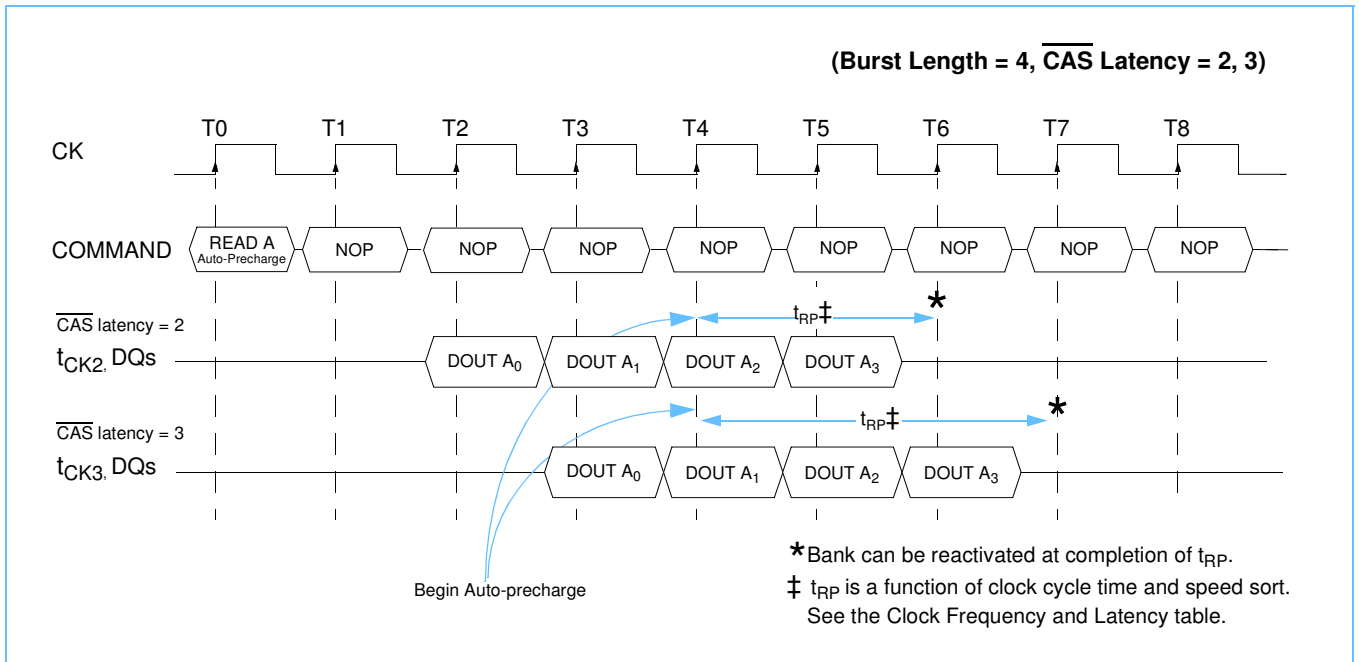 (Burst Length = 4, CAS Latency = 2, 3)
T0 T1 T2 T3 T4 T5 T6 T7 T8
CK
COMMAND
READ A
Auto-Precharge
NOP NOP NOP NOP NOP NOP NOP NOP
CAS latency = 2
tRP‡ *
tCK2, DQs
DOUT A0 DOUT A1 DOUT A2 DOUT A3
CAS latency = 3
tRP‡ *
tCK3, DQs
DOUT A0 DOUT A1 DOUT A2 DOUT A3
*Bank can be reactivated at completion of tRP.
Begin Auto-precharge
‡ tRP is a function of clock cycle time and speed sort.
See the Clock Frequency and Latency table.